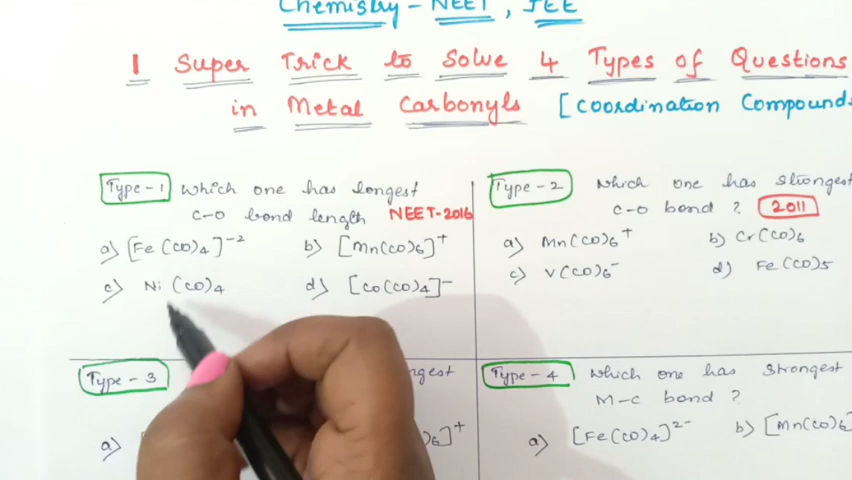 Chemistry - NEET, JEE
1 Super Trick to Solve 4 Types of Questions
in Metal Carbonyls [Coordination Compounds
Type-1 Which one has longest
C-O bond length NEET-2016
a) [Fe(CO)4]-2 b) [Mn(CO)6]+
c) Ni(CO)4 d) [Co(CO)4]-
Type-2 Which one has Strongest
C-O bond ? 2011
a) Mn(CO)6+ b) Cr(CO)6
c) V(CO)6- d) Fe(CO)5
Type-3
a)
Type-4 Which one has Strongest
M-C bond ?
a) [Fe(CO)4]2- b) [Mn(CO)6]